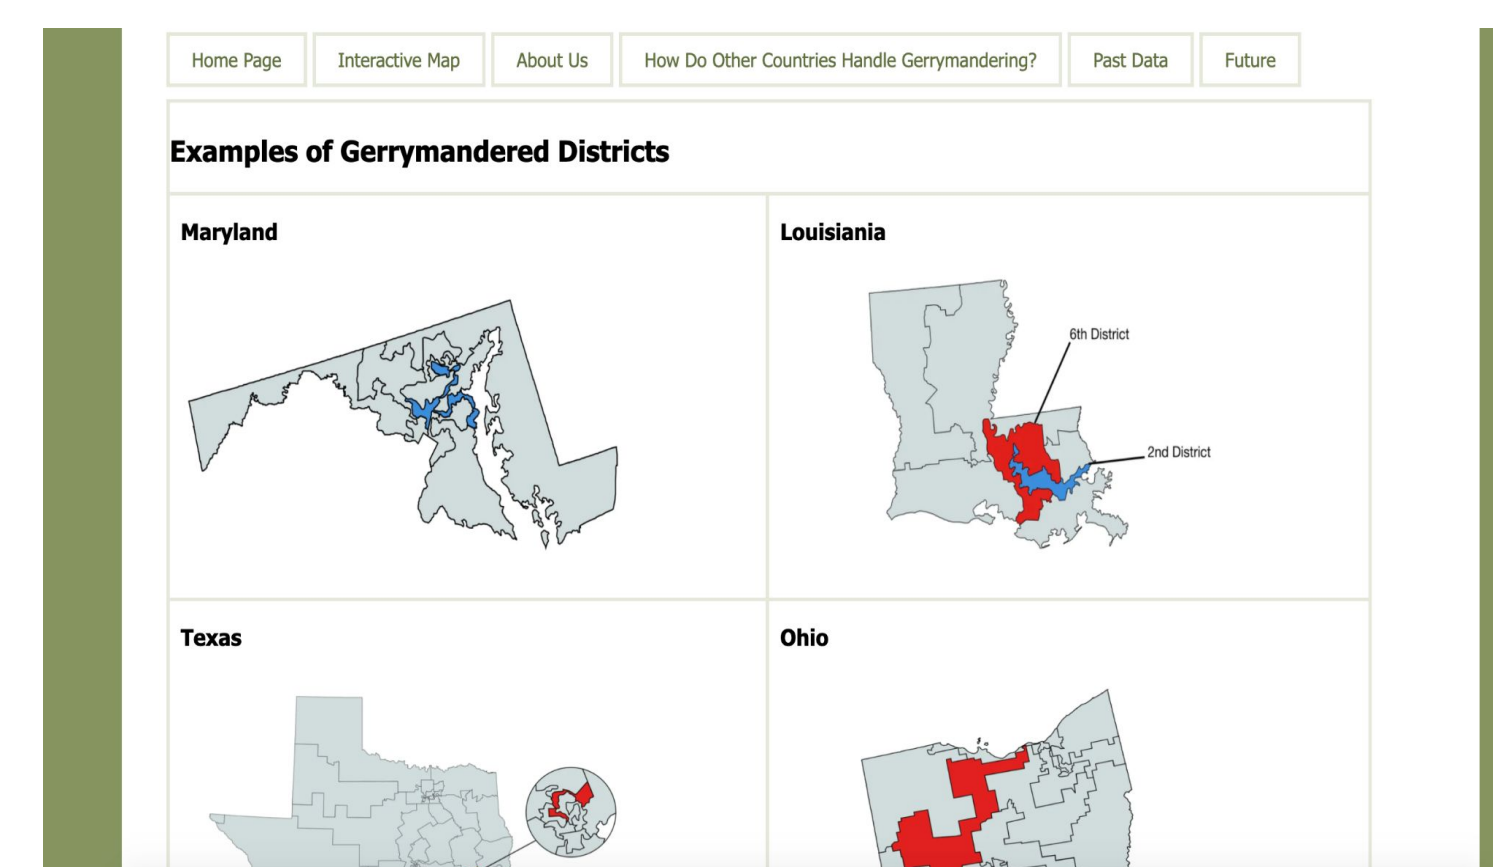 Home Page Interactive Map About Us How Do Other Countries Handle Gerrymandering? Past Data Future
Examples of Gerrymandered Districts
Maryland
Louisiania
6th District
2nd District
Texas
Ohio